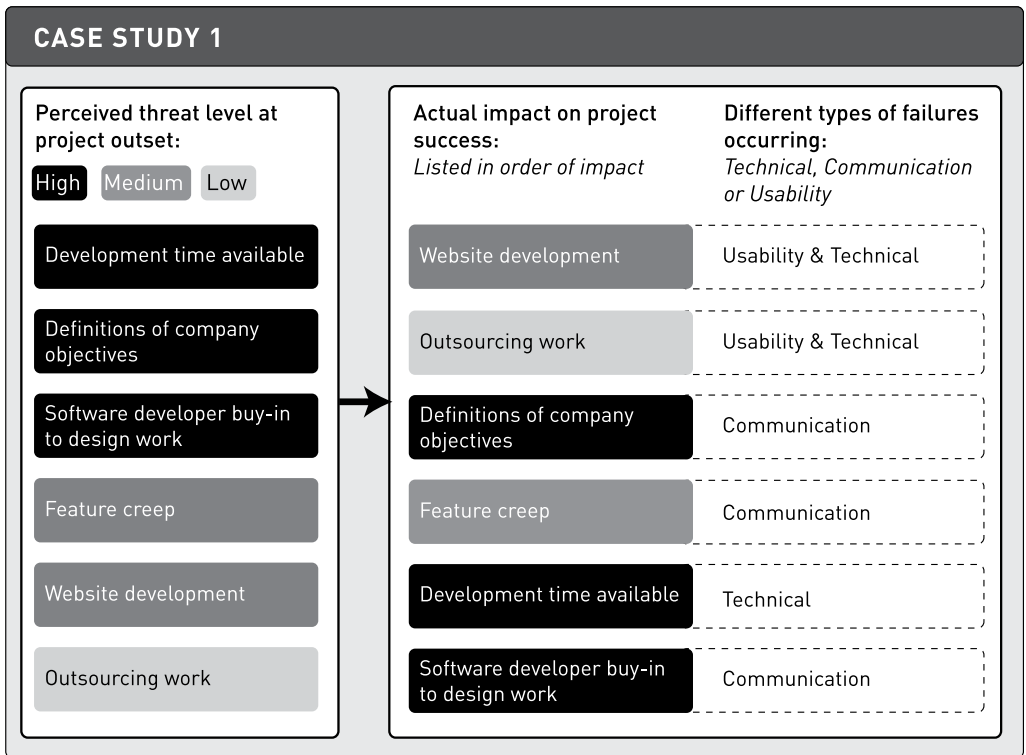 CASE STUDY 1
Perceived threat level at
project outset:
High Medium Low
Development time available
Definitions of company
objectives
Software developer buy-in
to design work
Feature creep
Website development
Outsourcing work
Actual impact on project
success:
Listed in order of impact
Different types of failures
occurring:
Technical, Communication
or Usability
Website development
Usability & Technical
Outsourcing work
Usability & Technical
Definitions of company
objectives
Communication
Feature creep
Communication
Development time available
Technical
Software developer buy-in
to design work
Communication